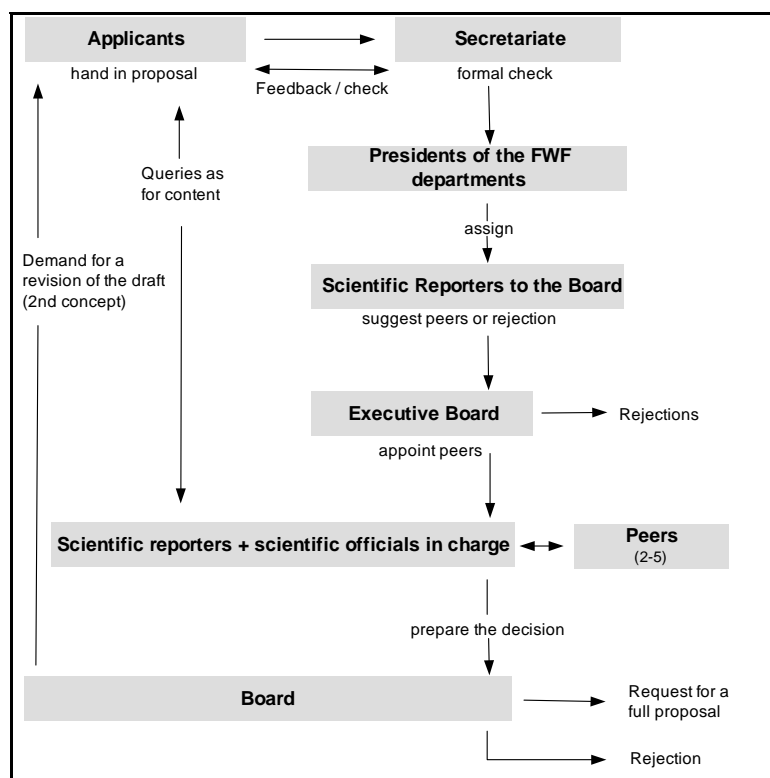 Applicants
Secretariate
hand in proposal
Feedback / check
formal check
Presidents of the FWF
departments
Queries as
for content
assign
Demand for a
revision of the draft
(2nd concept)
Scientific Reporters to the Board
suggest peers or rejection
Executive Board
Rejections
appoint peers
Scientific reporters + scientific officials in charge
Peers
(2-5)
prepare the decision
Board
Request for a
full proposal
Rejection